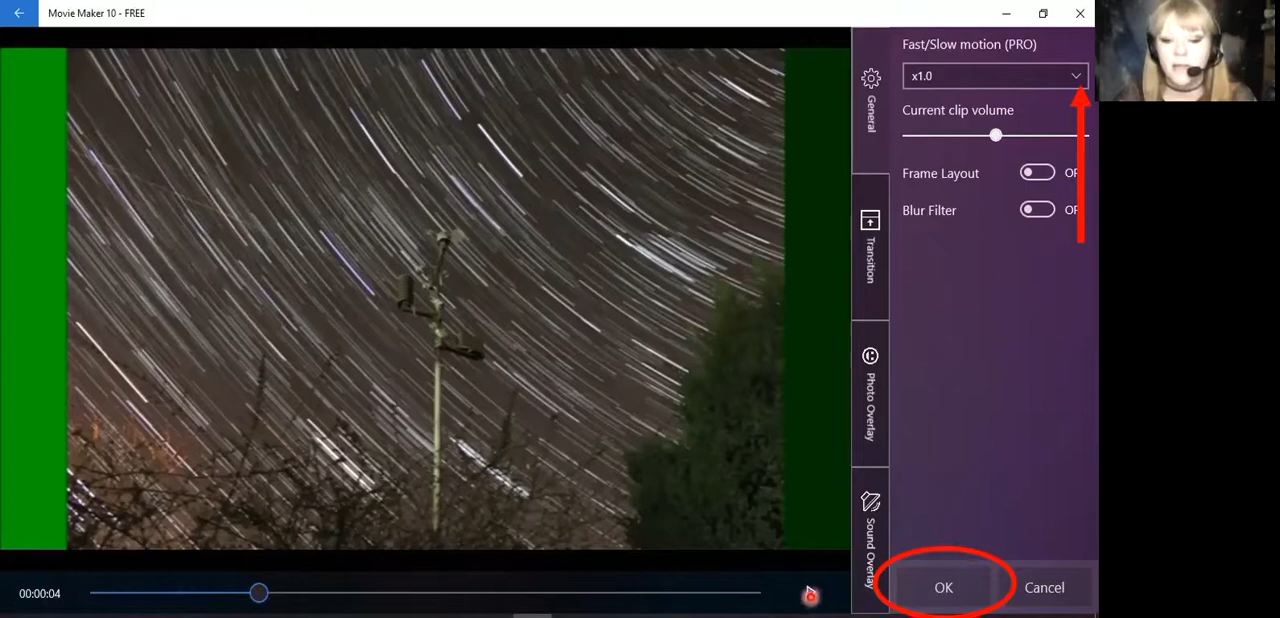 Movie Maker 10 - FREE
Fast/Slow motion (PRO)
x1.0
Current clip volume
Frame Layout
Blur Filter
General
Transition
Photo Overlay
Sound Overlay
00:00:04
OK
Cancel